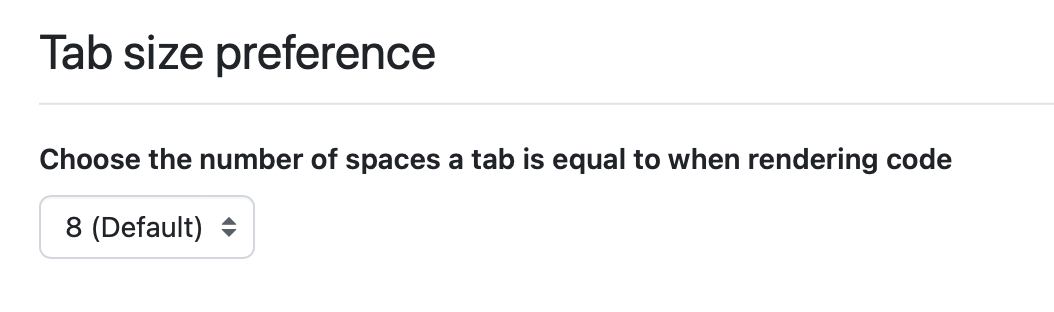 Tab size preference
Choose the number of spaces a tab is equal to when rendering code
8 (Default)